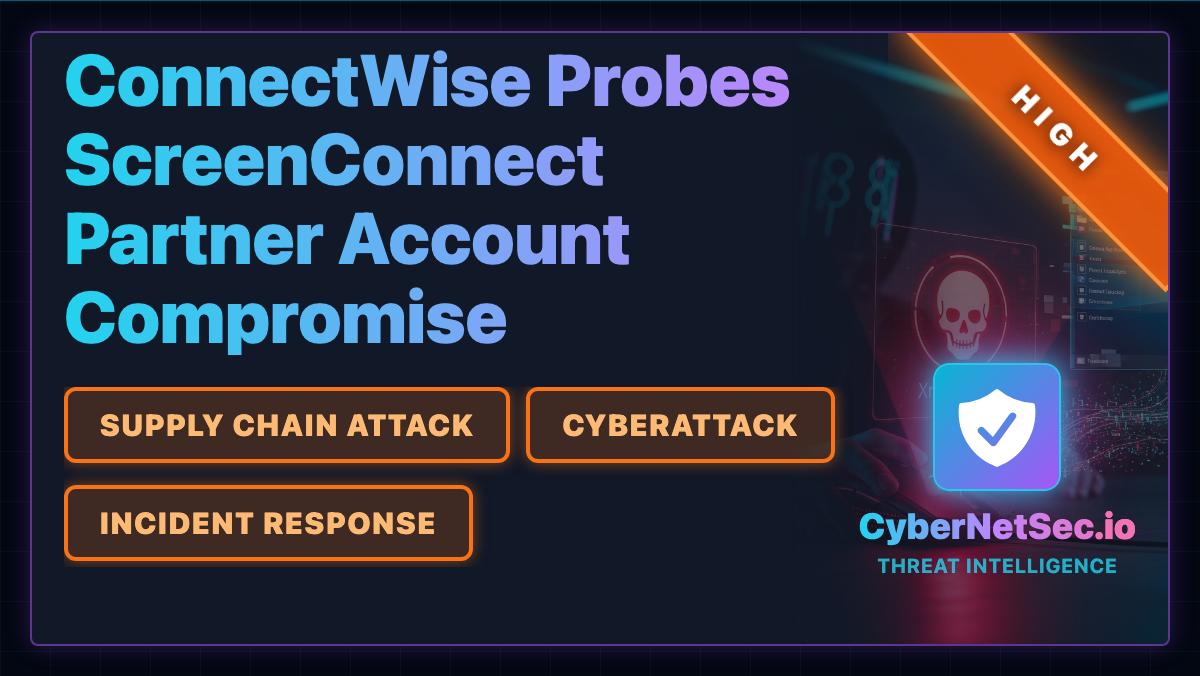 ConnectWise Probes
ScreenConnect
Partner Account
Compromise
HIGH
SUPPLY CHAIN ATTACK
CYBERATTACK
INCIDENT RESPONSE
CyberNetSec.io
THREAT INTELLIGENCE